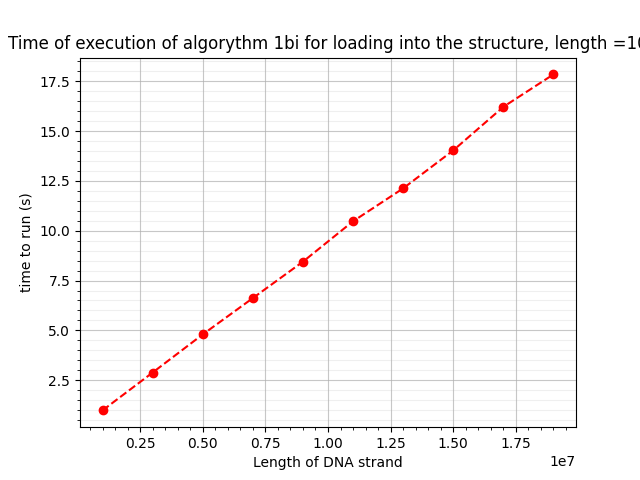 Time of execution of algorythm 1bi for loading into the structure, length =10
17.5
15.0
12.5
10.0
7.5
5.0
2.5
time to run (s)
0.25 0.50 0.75 1.00 1.25 1.50 1.75
Length of DNA strand
1e7